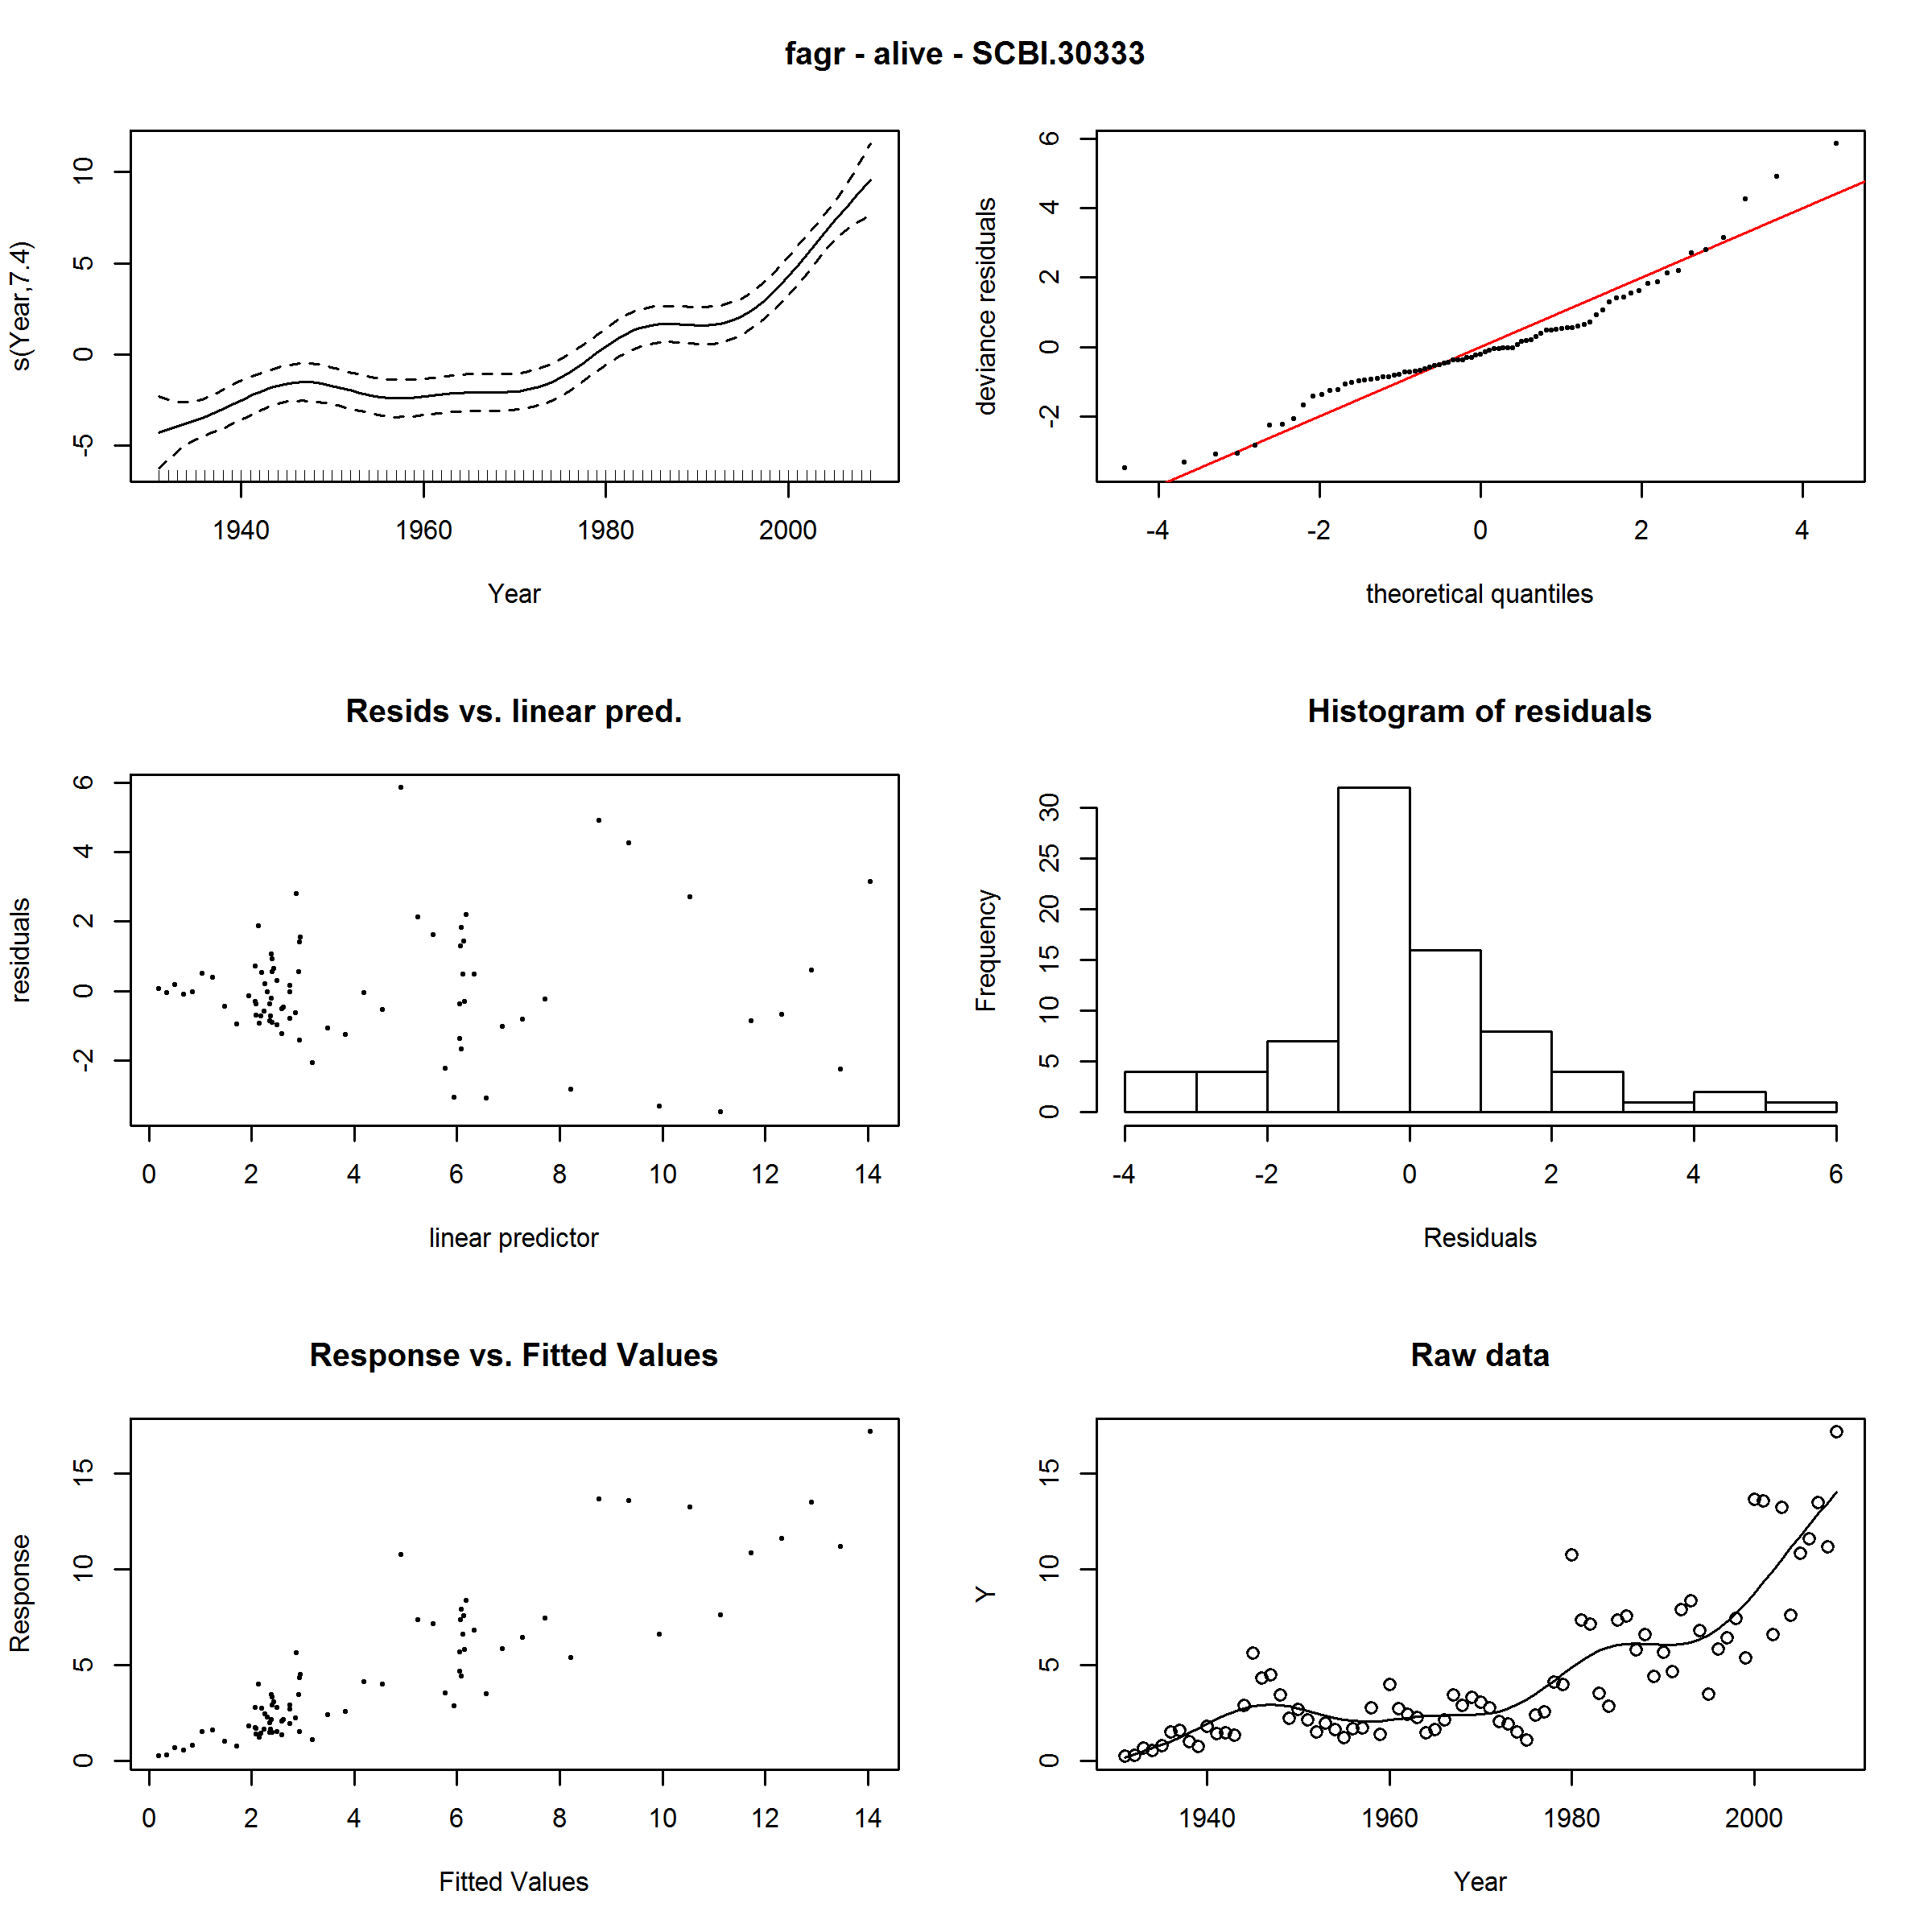 fagr - alive - SCBI.30333
s(Year,7.4)
-5 0 5 10
1940 1960 1980 2000
Year
deviance residuals
-2 0 2 4 6
-4 -2 0 2 4
theoretical quantiles
Resids vs. linear pred.
residuals
-2 0 2 4 6
0 2 4 6 8 10 12 14
linear predictor
Histogram of residuals
Frequency
0 5 10 15 20 25 30
-4 -2 0 2 4 6
Residuals
Response vs. Fitted Values
Response
0 5 10 15
0 2 4 6 8 10 12 14
Fitted Values
Raw data
Y
0 5 10 15
1940 1960 1980 2000
Year